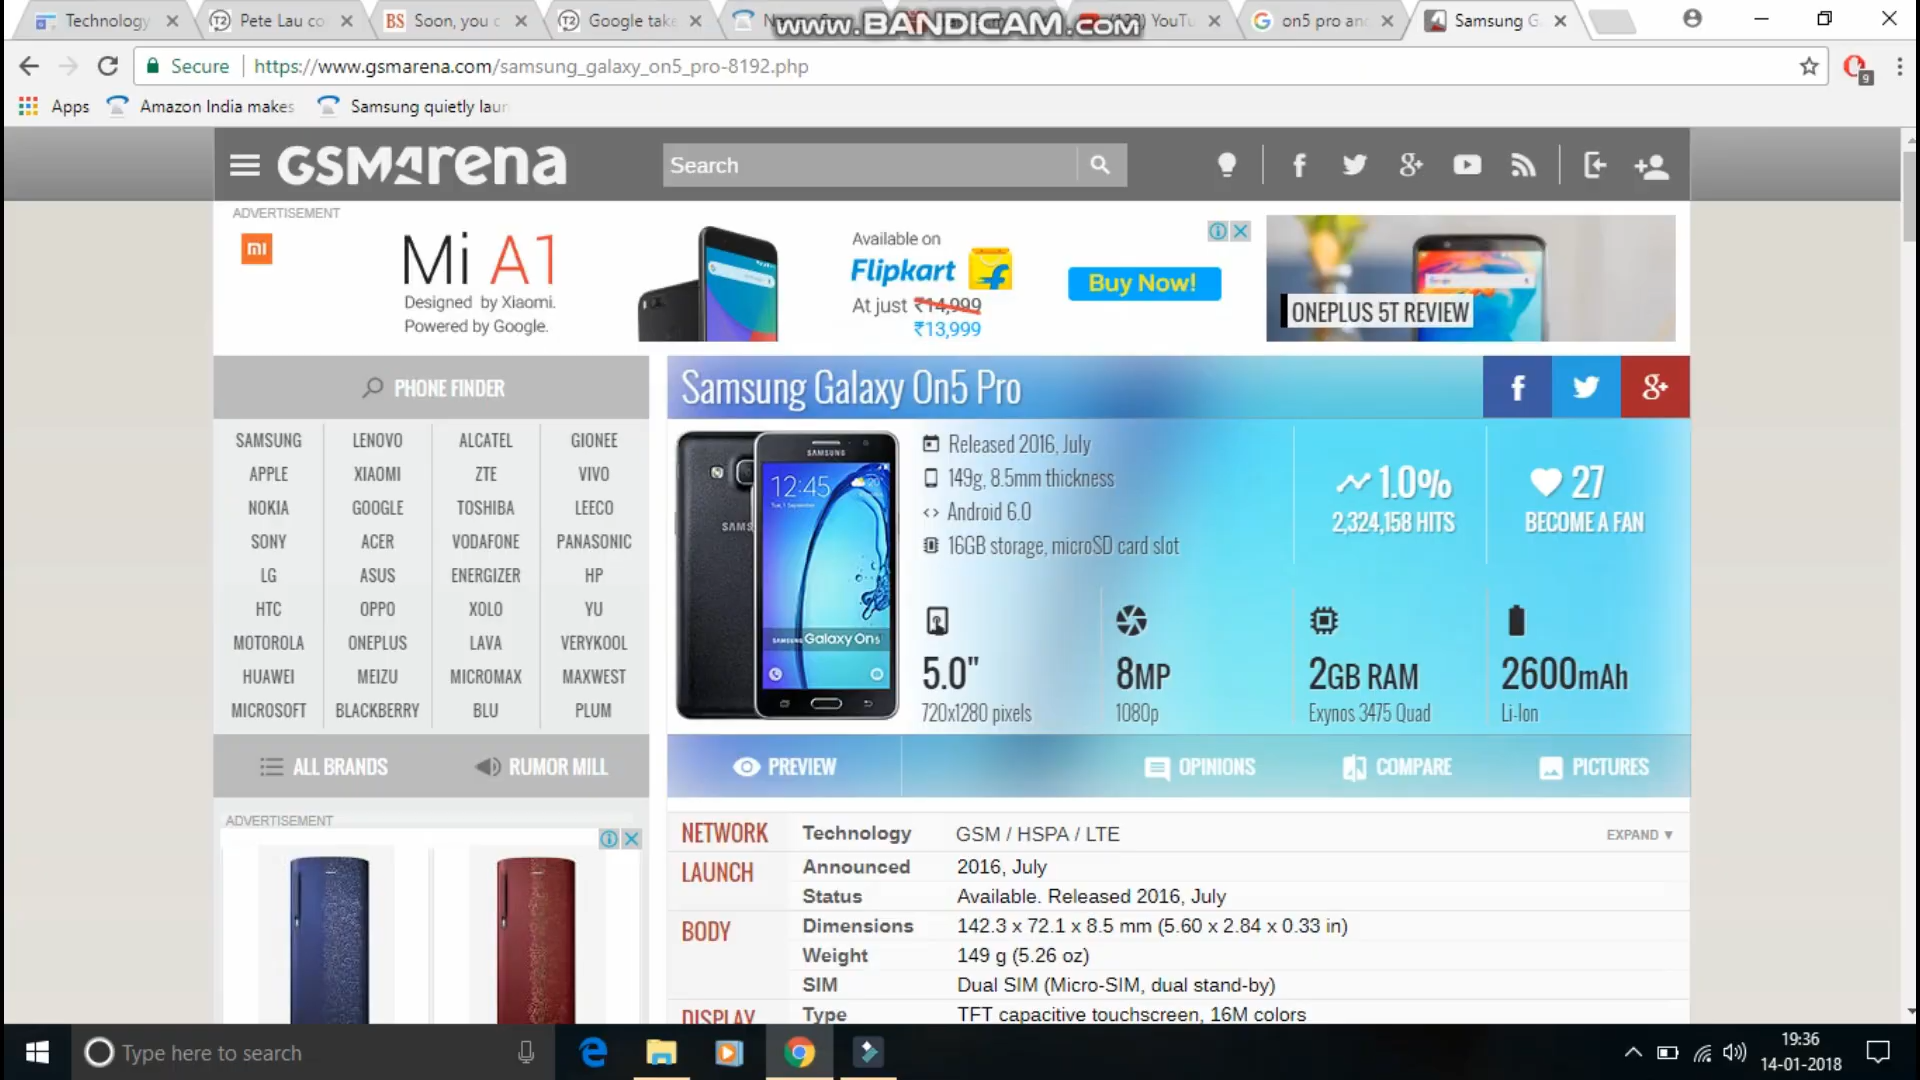 Technology
Pete Lau co
Soon, you c
Google take
(123) YouTu
on5 pro and
Samsung G
www.BANDICAM.com
Secure
https://www.gsmarena.com/samsung_galaxy_on5_pro-8192.php
9
Apps
Amazon India makes
Samsung quietly laun
GSMarena
Search
ADVERTISEMENT
mi
Mi A1
Designed by Xiaomi.
Powered by Google.
Available on
Flipkart
At just ₹14,999
₹13,999
Buy Now!
ONEPLUS 5T REVIEW
PHONE FINDER
SAMSUNG LENOVO ALCATEL GIONEE
APPLE XIAOMI ZTE VIVO
NOKIA GOOGLE TOSHIBA LEECO
SONY ACER VODAFONE PANASONIC
LG ASUS ENERGIZER HP
HTC OPPO XOLO YU
MOTOROLA ONEPLUS LAVA VERYKOOL
HUAWEI MEIZU MICROMAX MAXWEST
MICROSOFT BLACKBERRY BLU PLUM
ALL BRANDS
RUMOR MILL
ADVERTISEMENT
Samsung Galaxy On5 Pro
SAMSUNG
12:45
SAMS
SAMSUNG Galaxy On5
Released 2016, July
149g, 8.5mm thickness
Android 6.0
16GB storage, microSD card slot
1.0%
2,324,158 HITS
27
BECOME A FAN
5.0"
720x1280 pixels
8MP
1080p
2GB RAM
Exynos 3475 Quad
2600mAh
Li-Ion
PREVIEW
OPINIONS
COMPARE
PICTURES
NETWORK Technology GSM / HSPA / LTE EXPAND ▼
LAUNCH Announced 2016, July
Status Available. Released 2016, July
BODY Dimensions 142.3 x 72.1 x 8.5 mm (5.60 x 2.84 x 0.33 in)
Weight 149 g (5.26 oz)
SIM Dual SIM (Micro-SIM, dual stand-by)
DISPLAY Type TFT capacitive touchscreen, 16M colors
Type here to search
19:36
14-01-2018